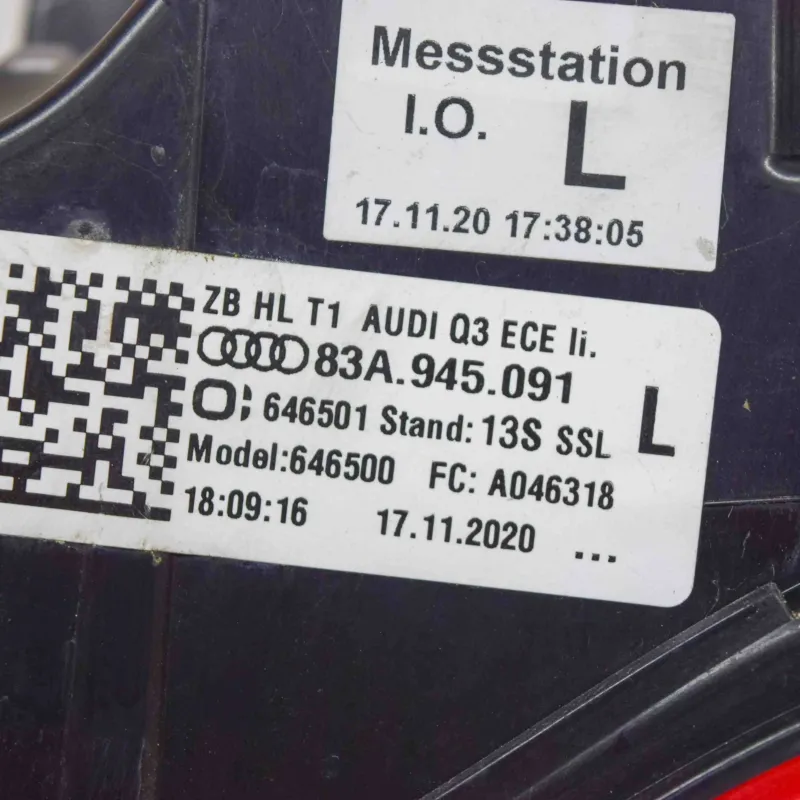 Messstation
I.O. L
17.11.20 17:38:05
ZB HL T1 AUDI Q3 ECE li.
83A.945.091
646501 Stand: 13S SSL L
Model:646500 FC: A046318
18:09:16 17.11.2020 ...